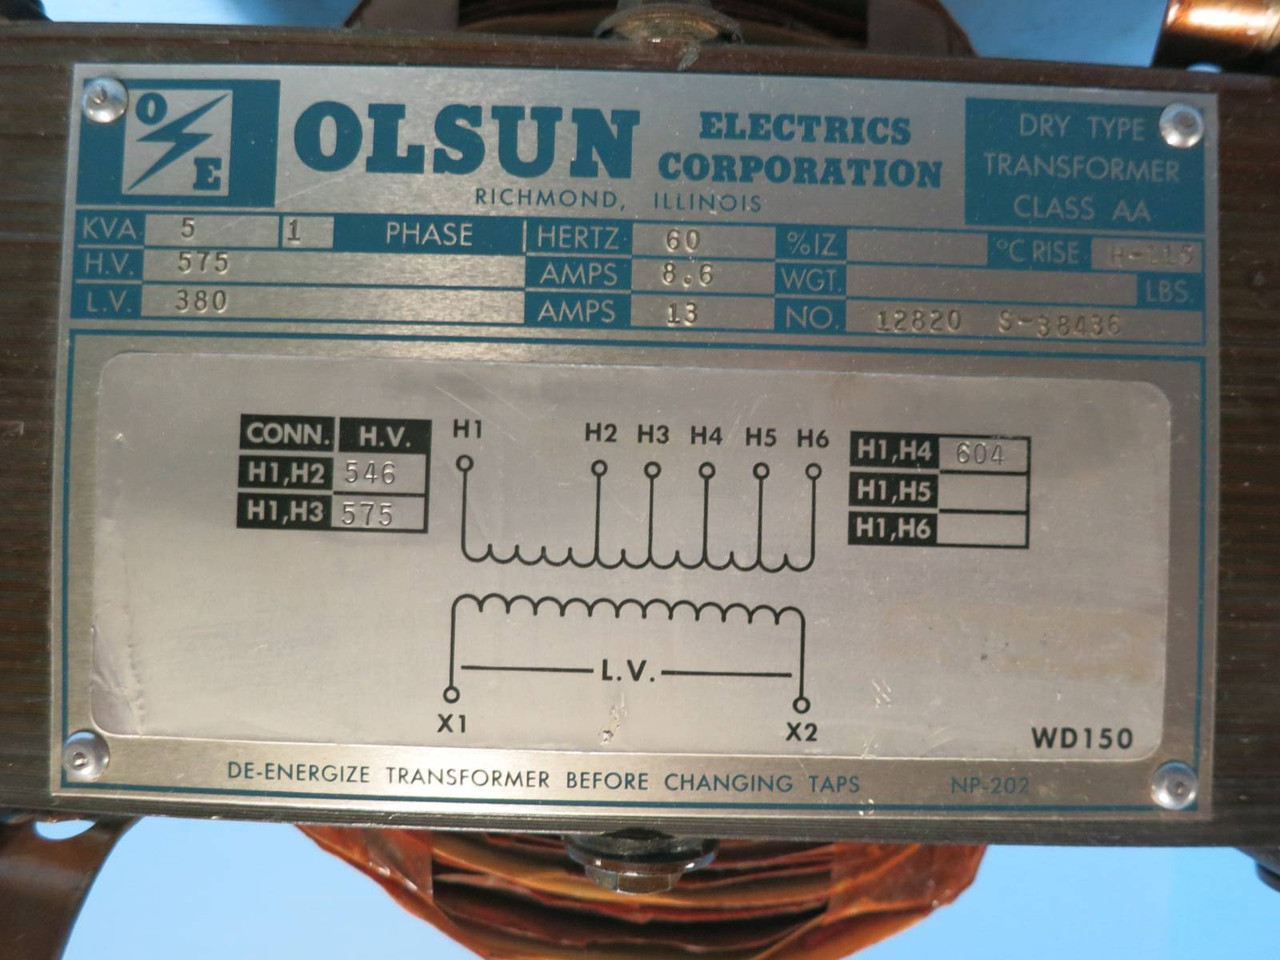 O E OLSUN ELECTRICS CORPORATION
RICHMOND, ILLINOIS
DRY TYPE
TRANSFORMER
CLASS AA
KVA 5 1 PHASE HERTZ 60 %IZ °C RISE H-115
H.V. 575 AMPS 8.6 WGT. LBS.
L.V. 380 AMPS 13 NO. 12820 S-38436
CONN. H.V.
H1,H2 546
H1,H3 575
H1 H2 H3 H4 H5 H6
H1,H4 604
H1,H5
H1,H6
L.V.
X1 X2
WD150
DE-ENERGIZE TRANSFORMER BEFORE CHANGING TAPS NP-202